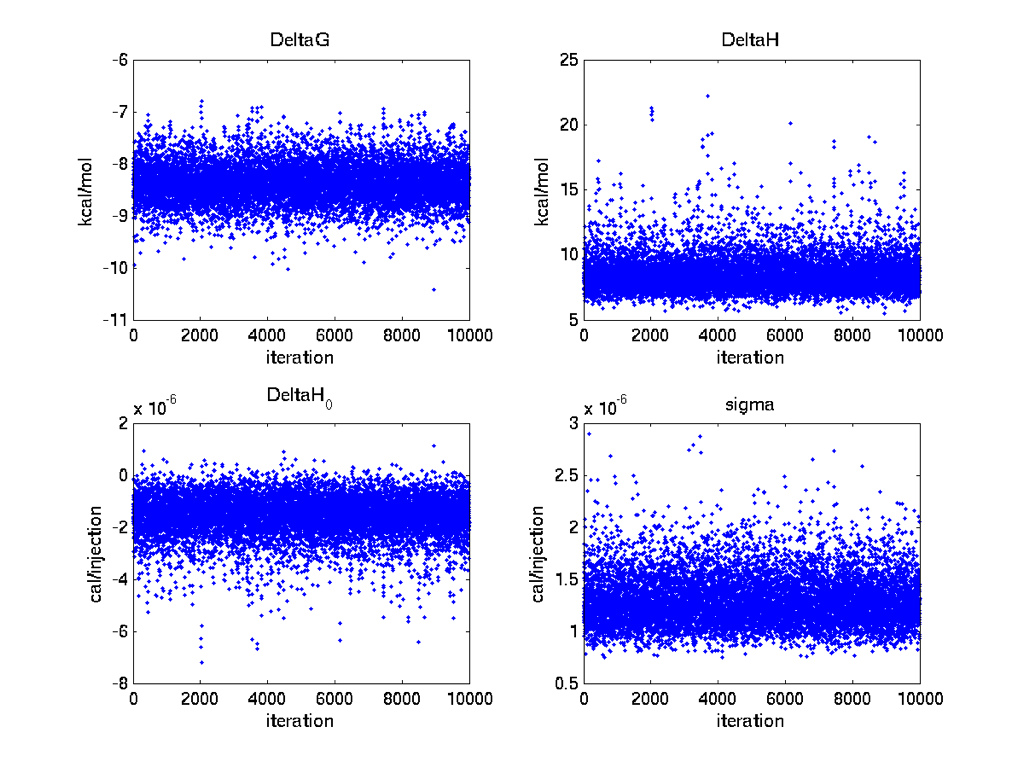 DeltaG
-6
-7
-8
-9
-10
-11
kcal/mol
0 2000 4000 6000 8000 10000
iteration
DeltaH
25
20
15
10
5
kcal/mol
0 2000 4000 6000 8000 10000
iteration
DeltaH0
x 10-6
2
0
-2
-4
-6
-8
cal/injection
0 2000 4000 6000 8000 10000
iteration
sigma
x 10-6
3
2.5
2
1.5
1
0.5
cal/injection
0 2000 4000 6000 8000 10000
iteration